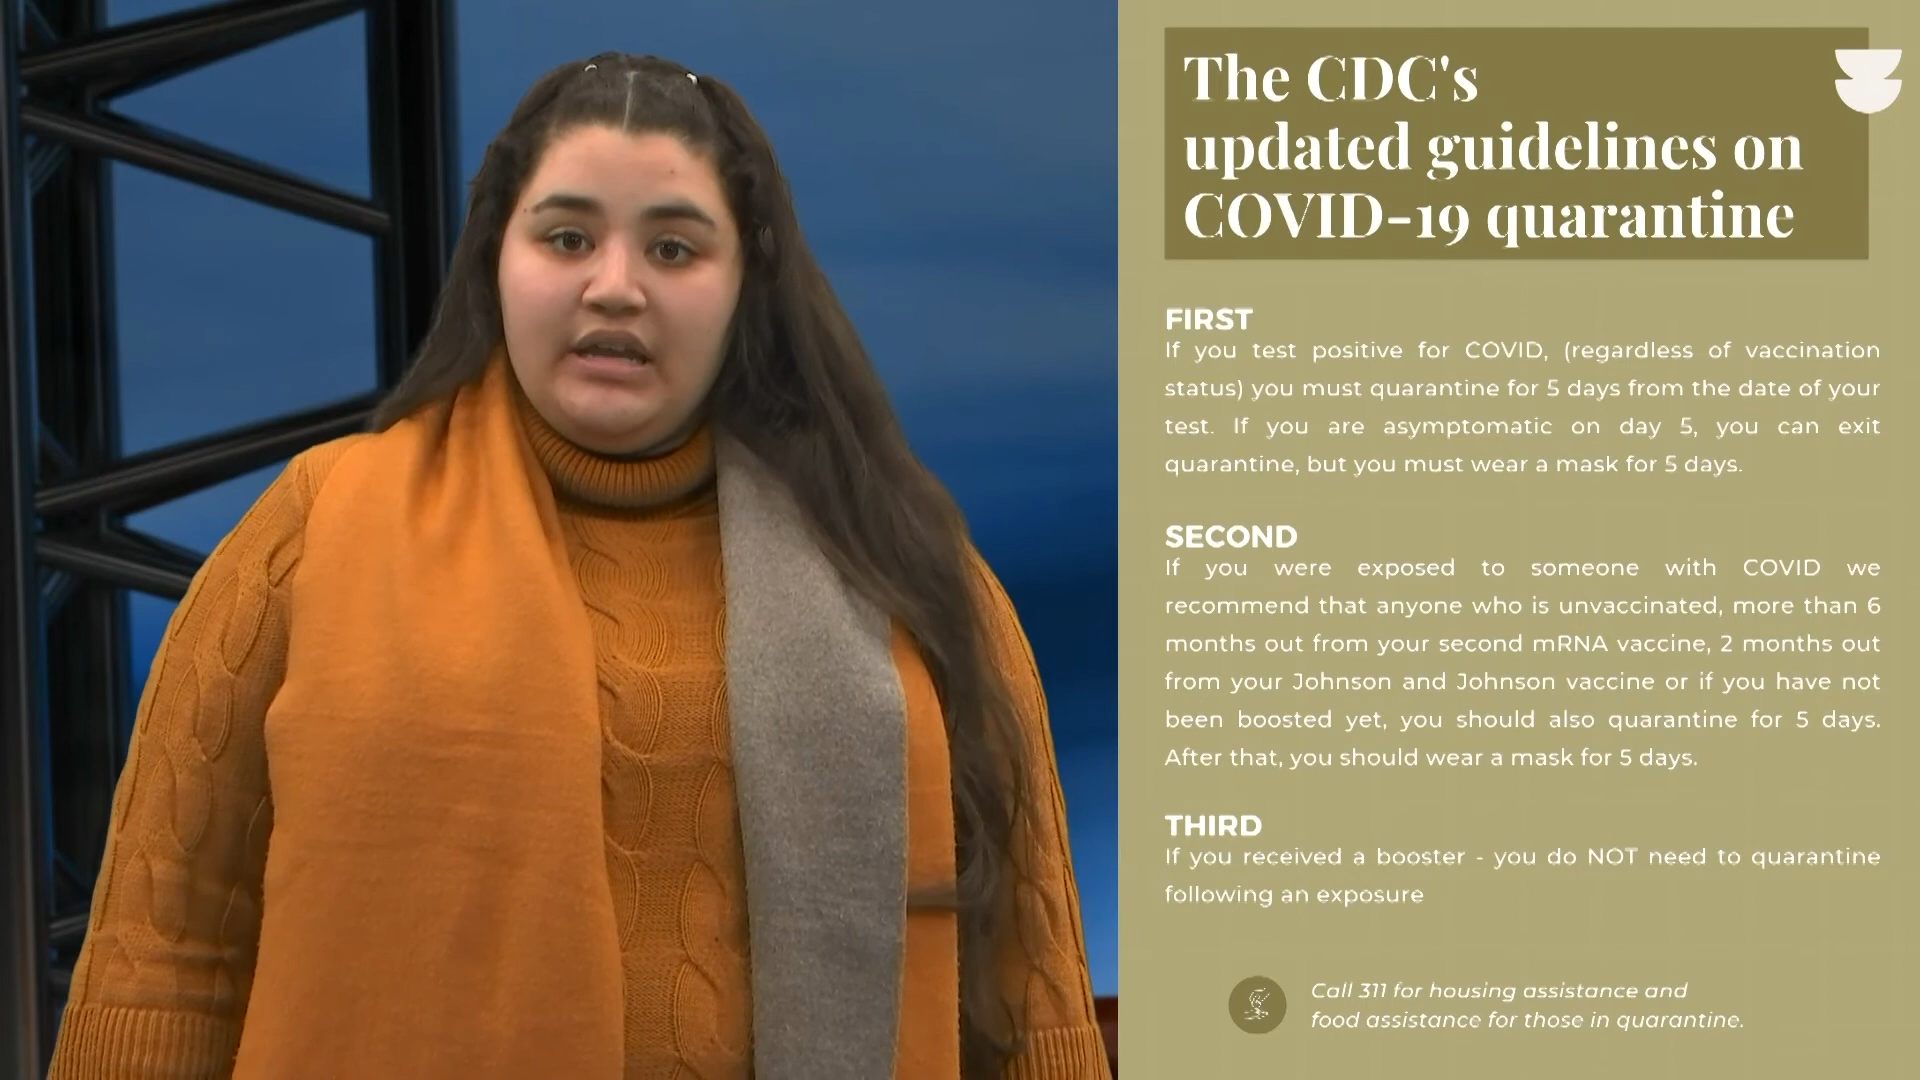 The CDC's
updated guidelines on
COVID-19 quarantine
FIRST
If you test positive for COVID, (regardless of vaccination
status) you must quarantine for 5 days from the date of your
test. If you are asymptomatic on day 5, you can exit
quarantine, but you must wear a mask for 5 days.
SECOND
If you were exposed to someone with COVID we
recommend that anyone who is unvaccinated, more than 6
months out from your second mRNA vaccine, 2 months out
from your Johnson and Johnson vaccine or if you have not
been boosted yet, you should also quarantine for 5 days.
After that, you should wear a mask for 5 days.
THIRD
If you received a booster - you do NOT need to quarantine
following an exposure
Call 311 for housing assistance and
food assistance for those in quarantine.